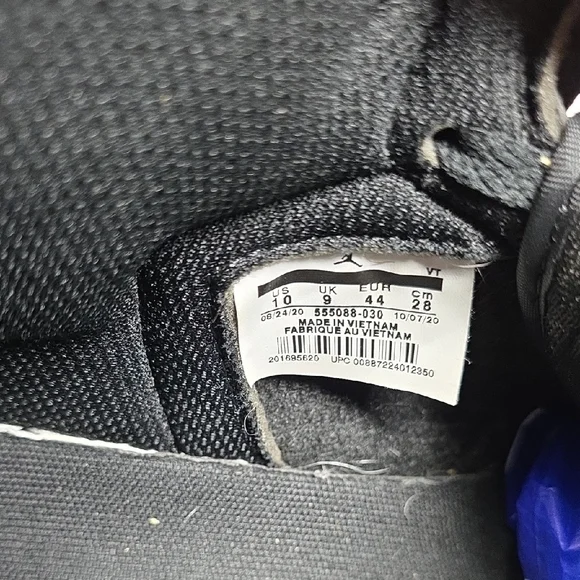 VT
US UK EUR cm
10 9 44 28
08/24/20 555088-030 10/07/20
MADE IN VIETNAM
FABRIQUE AU VIETNAM
201695620 UPC 00887224012350